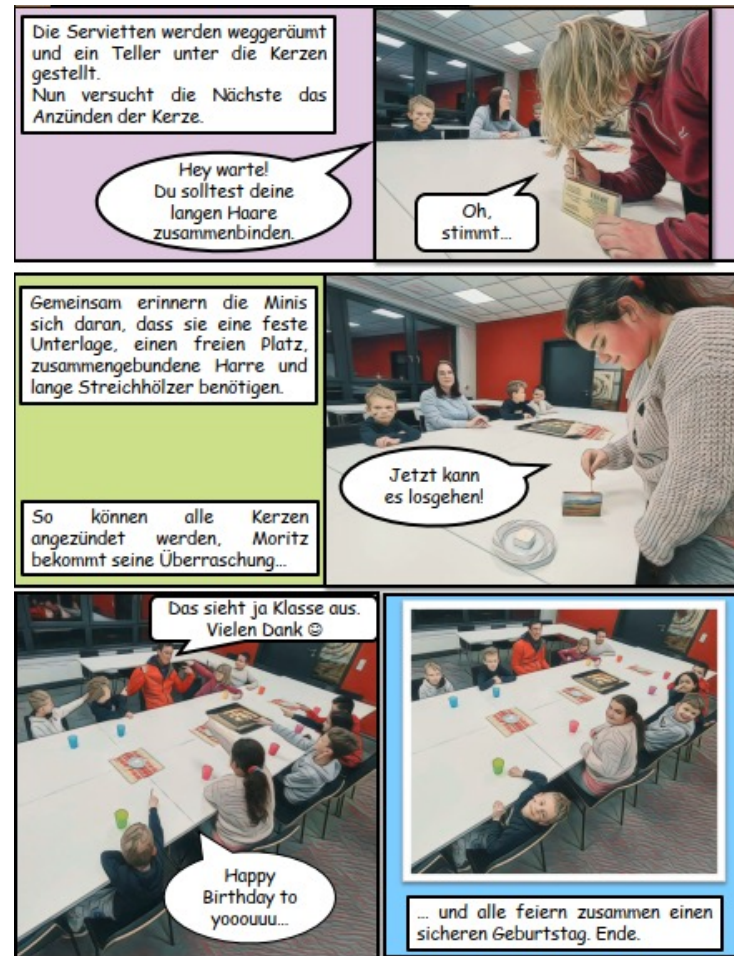 Die Servietten werden weggeräumt
und ein Teller unter die Kerzen
gestellt.
Nun versucht die Nächste das
Anzünden der Kerze.
Hey warte!
Du solltest deine
langen Haare
zusammenbinden.
Oh,
stimmt...
Gemeinsam erinnern die Minis
sich daran, dass sie eine feste
Unterlage, einen freien Platz,
zusammengebundene Harre und
lange Streichhölzer benötigen.
Jetzt kann
es losgehen!
So können alle Kerzen
angezündet werden, Moritz
bekommt seine Überraschung...
Das sieht ja Klasse aus.
Vielen Dank ☺
Happy
Birthday to
yooouuu...
... und alle feiern zusammen einen
sicheren Geburtstag. Ende.